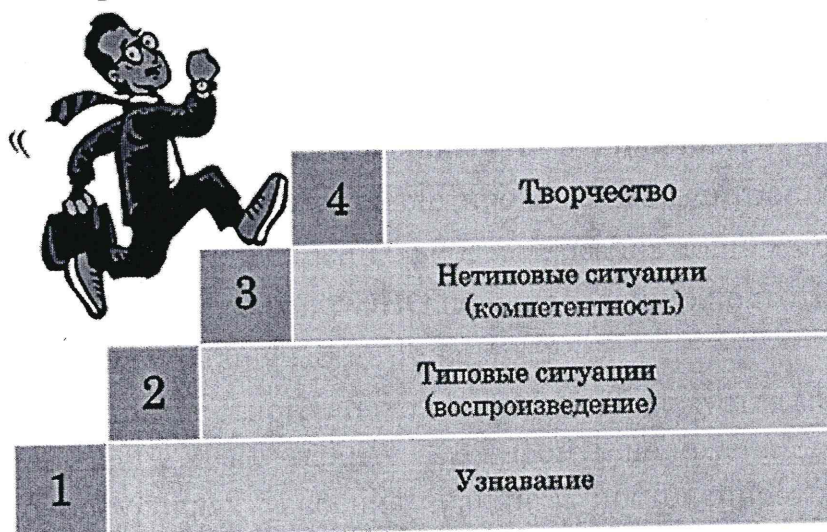 4
Творчество
3
Нетиповые ситуации
(компетентность)
2
Типовые ситуации
(воспроизведение)
1
Узнавание